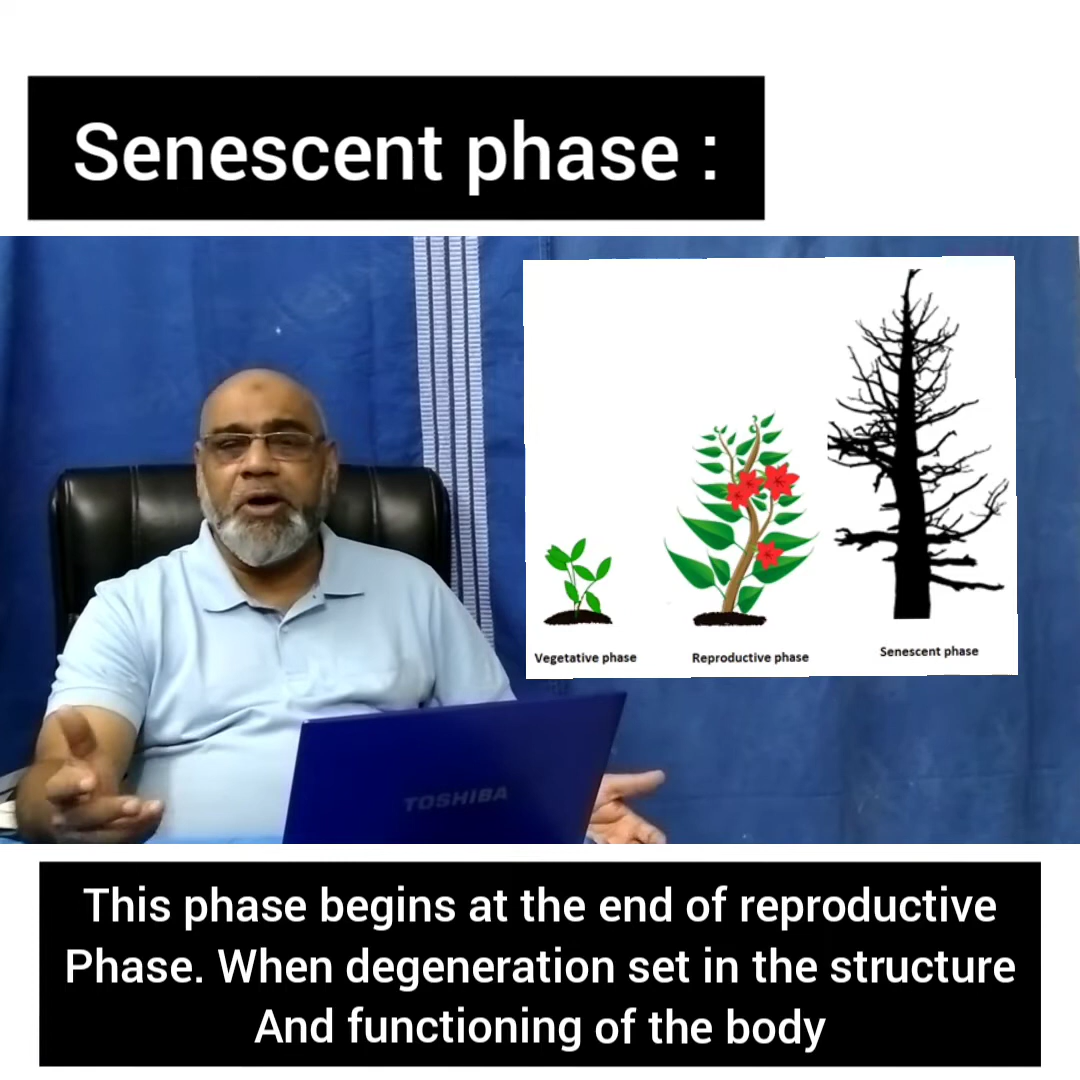 Senescent phase :
Vegetative phase
Reproductive phase
Senescent phase
TOSHIBA
This phase begins at the end of reproductive
Phase. When degeneration set in the structure
And functioning of the body